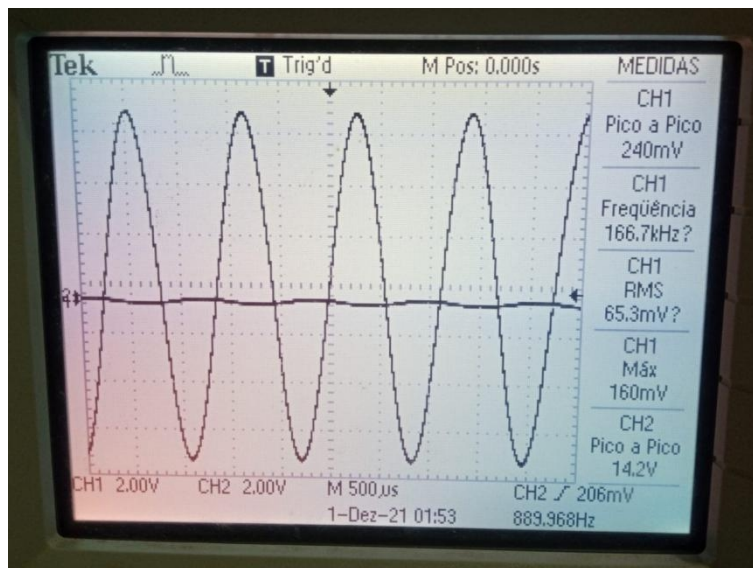 Tek T Trig'd M Pos: 0.000s MEDIDAS
CH1
Pico a Pico
240mV
CH1
Freqüência
166.7kHz?
CH1
RMS
65.3mV?
CH1
Máx
160mV
CH2
Pico a Pico
14.2V
CH1 2.00V CH2 2.00V M 500µs CH2 206mV
1-Dez-21 01:53 889.968Hz